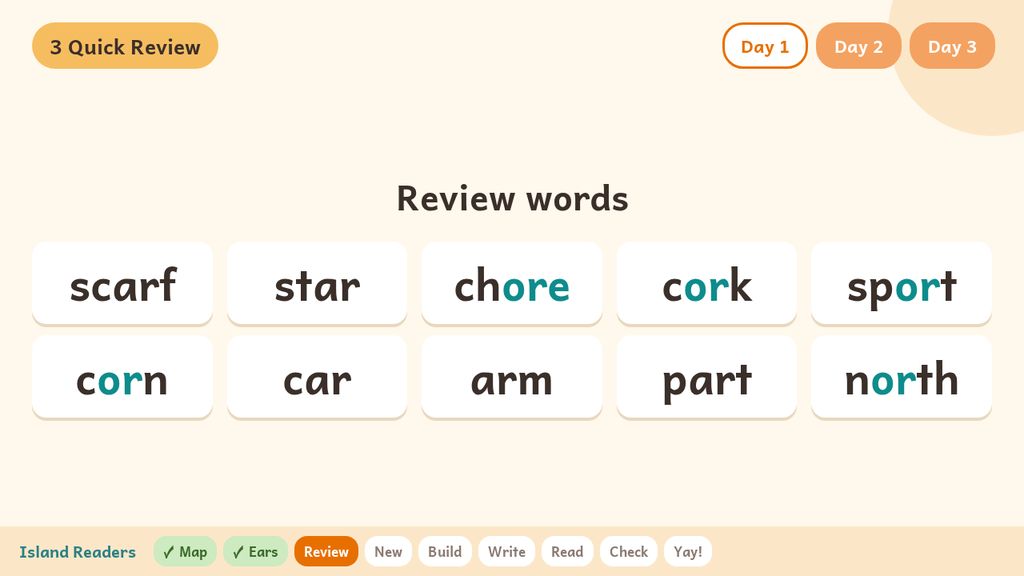 3 Quick Review
Day 1 Day 2 Day 3
Review words
scarf star chore cork sport
corn car arm part north
Island Readers ✓ Map ✓ Ears Review New Build Write Read Check Yay!